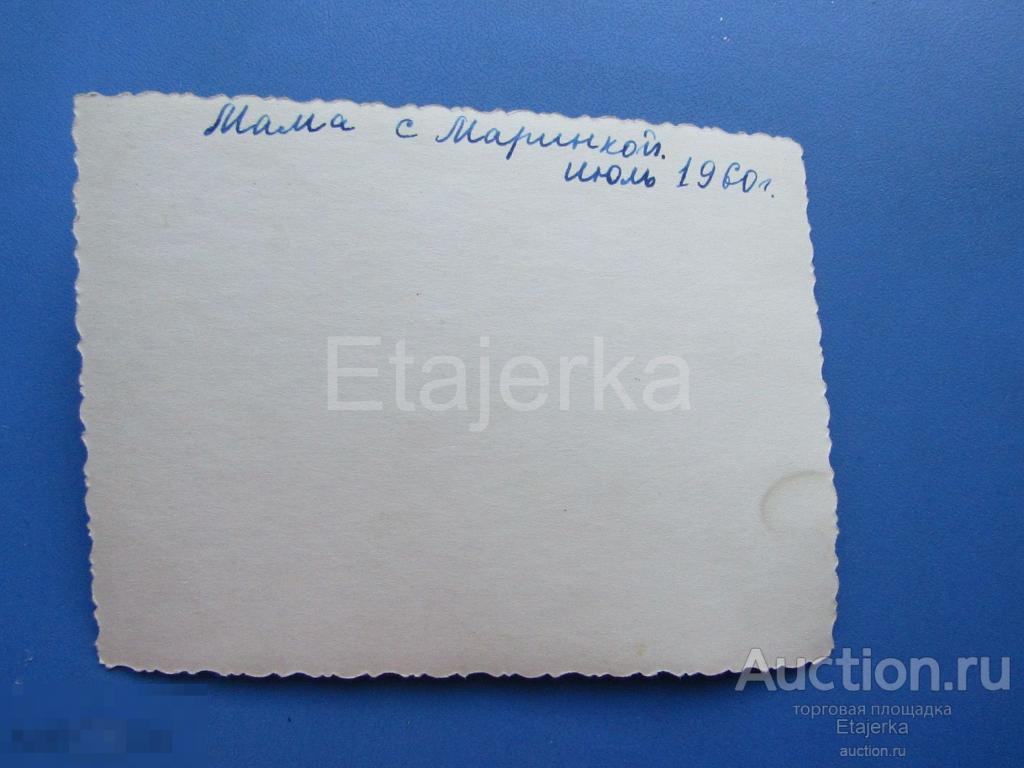 Мама с Маринкой.
июль 1960г.
Etajerka
Auction.ru
торговая площадка
Etajerka
auction.ru